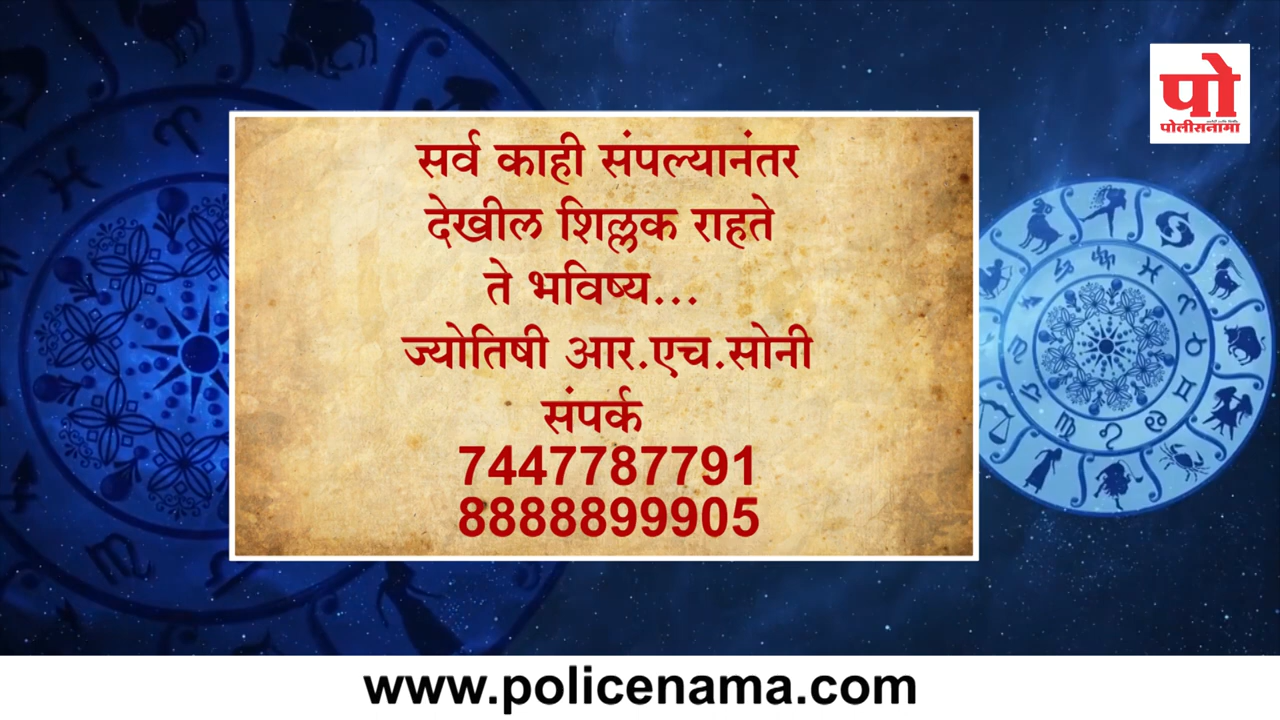 पो
पोलीसनामा
सर्व काही संपल्यानंतर
देखील शिल्लक राहते
ते भविष्य...
ज्योतिषी आर.एच.सोनी
संपर्क
7447787791
8888899905
www.policenama.com